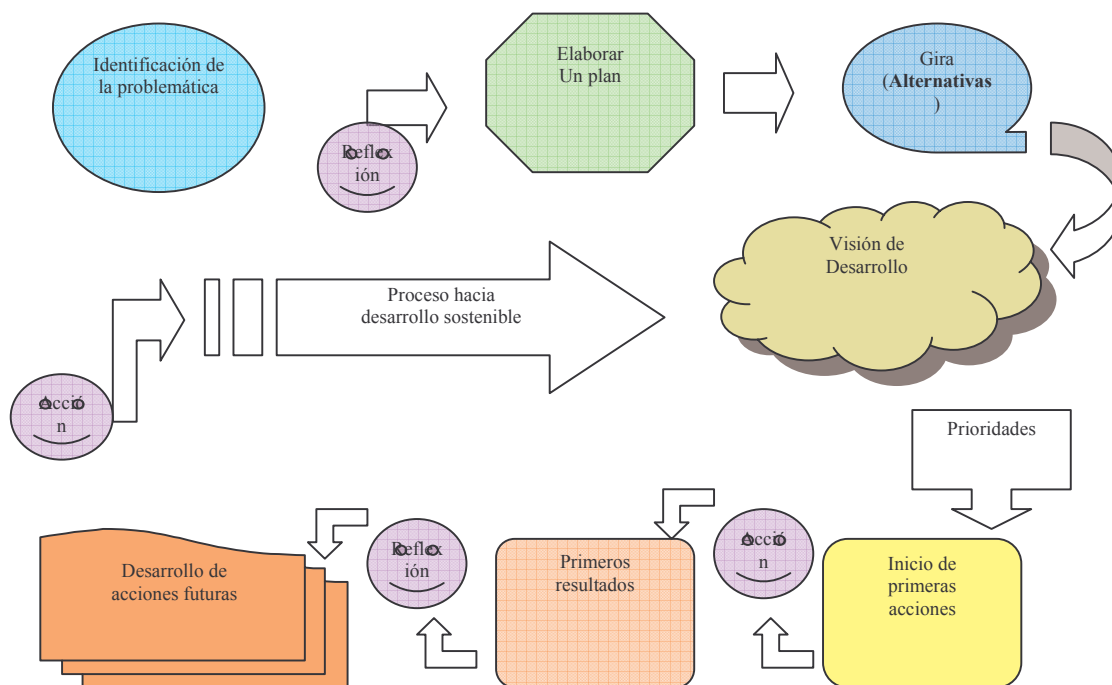 Identificación de
la problemática
Reflex
ión
Elaborar
Un plan
Gira
(Alternativas
)
Visión de
Desarrollo
Proceso hacia
desarrollo sostenible
Acció
n
Prioridades
Inicio de
primeras
acciones
Acció
n
Primeros
resultados
Reflex
ión
Desarrollo de
acciones futuras